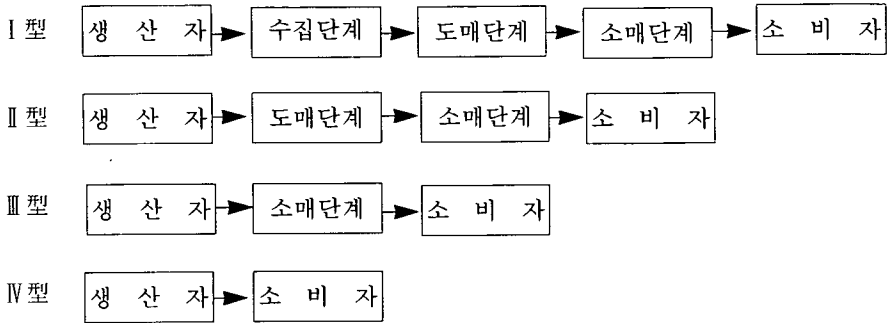 Ⅰ型 생 산 자 수집단계 도매단계 소매단계 소 비 자
Ⅱ型 생 산 자 도매단계 소매단계 소 비 자
Ⅲ型 생 산 자 소매단계 소 비 자
Ⅳ型 생 산 자 소 비 자